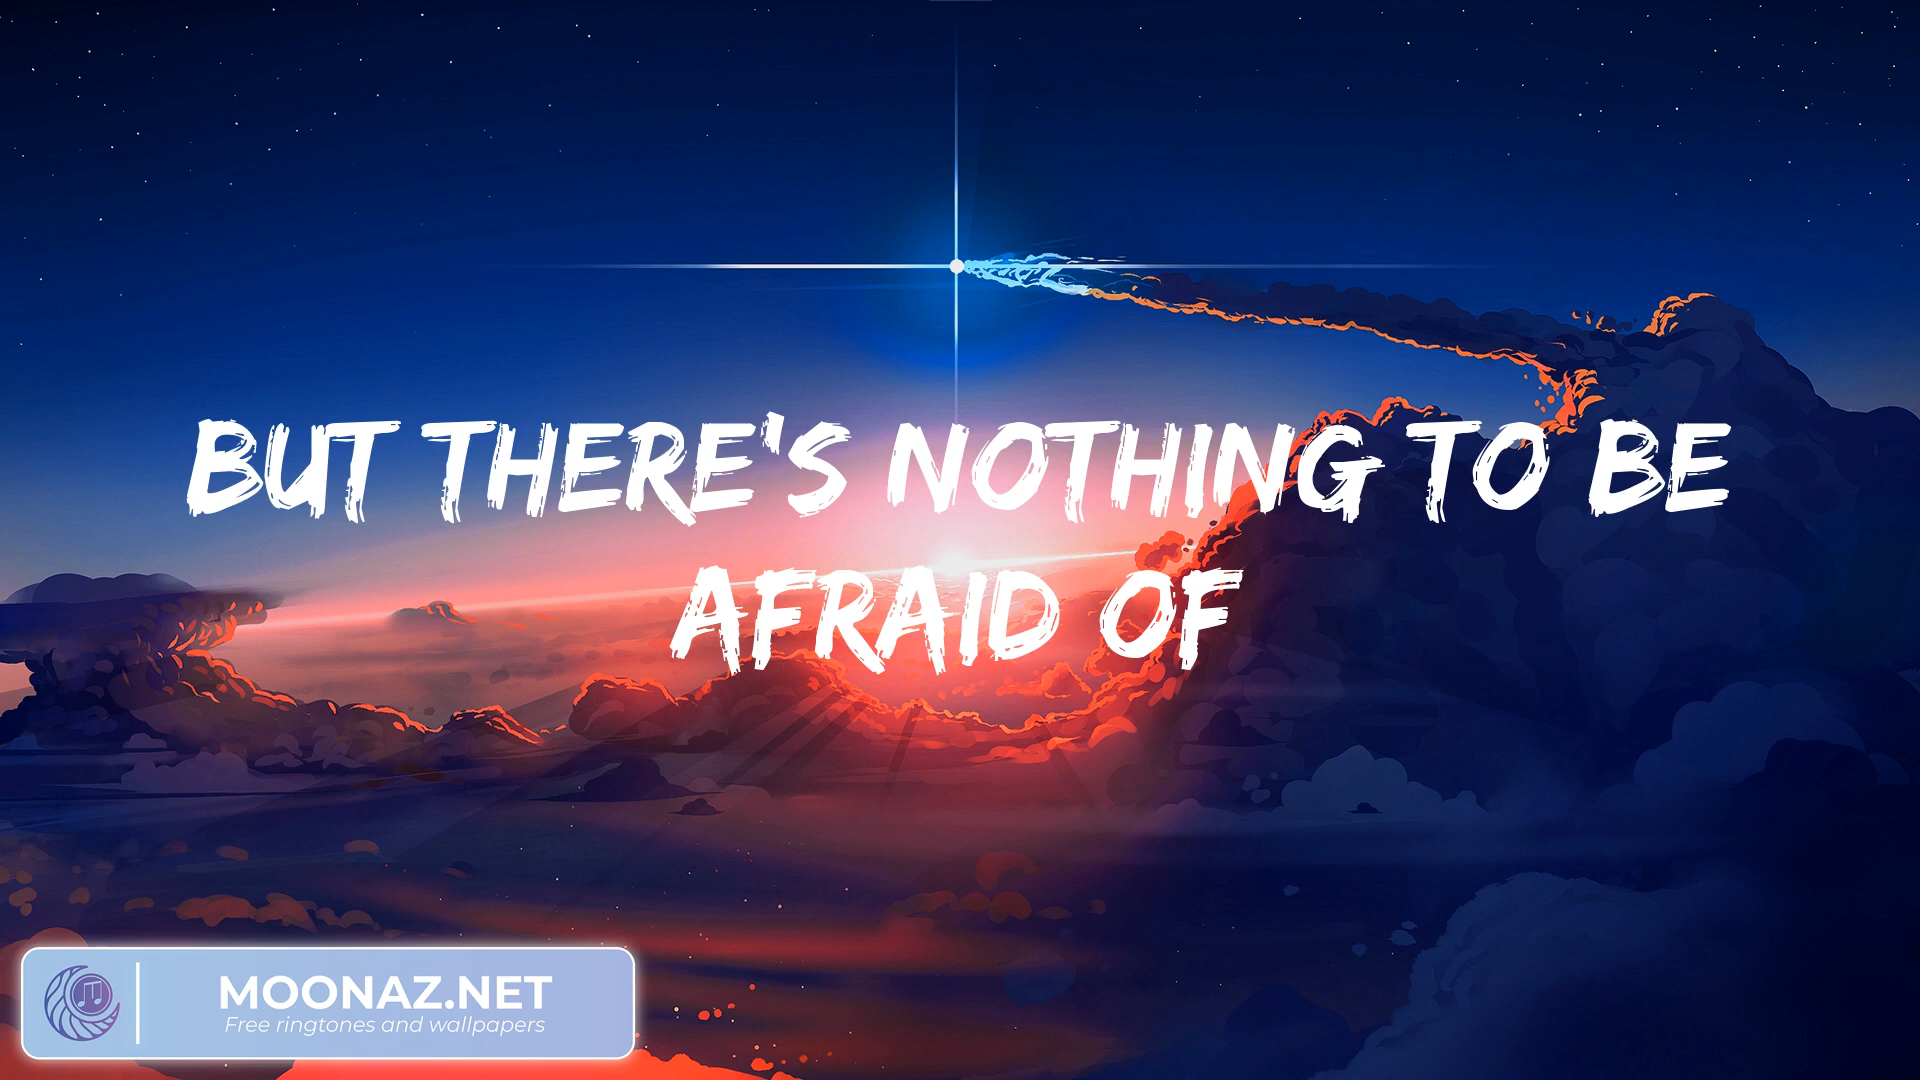 BUT THERE'S NOTHING TO BE
AFRAID OF
MOONAZ.NET
Free ringtones and wallpapers